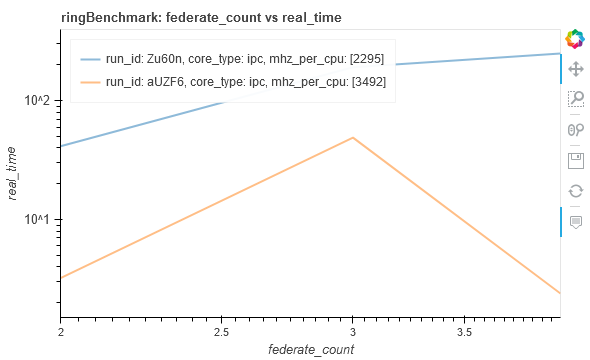 ringBenchmark: federate_count vs real_time
run_id: Zu60n, core_type: ipc, mhz_per_cpu: [2295]
run_id: aUZF6, core_type: ipc, mhz_per_cpu: [3492]
10^2
10^1
real_time
2
2.5
3
3.5
federate_count